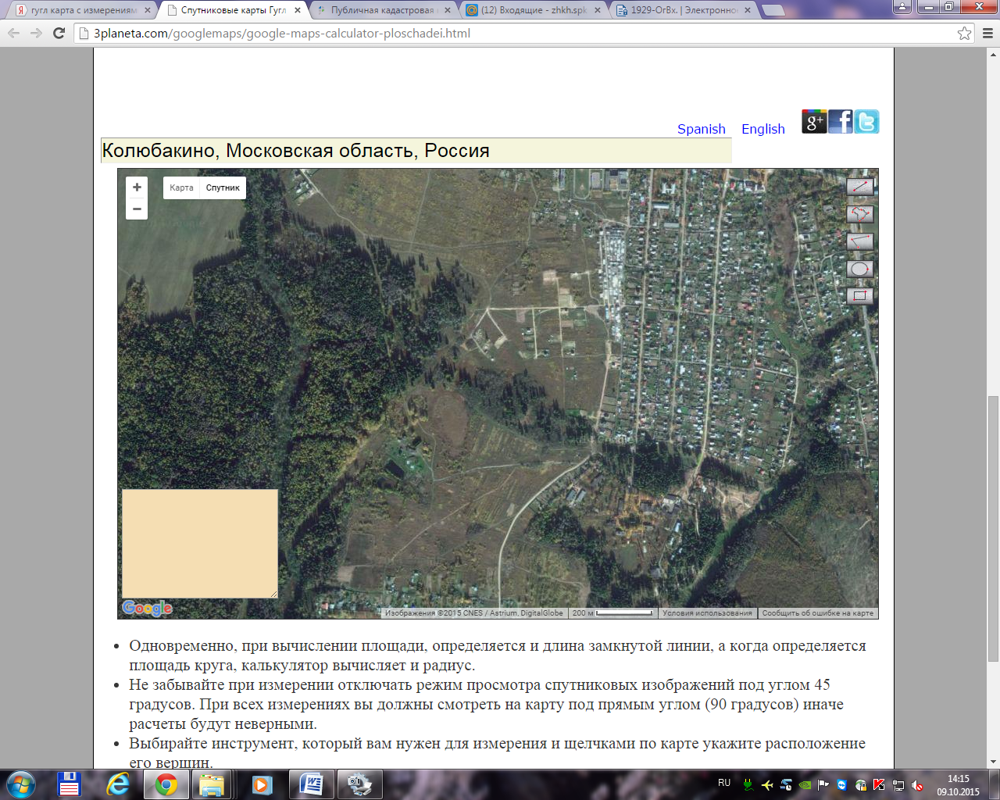 гугл карта с измерениям
Спутниковые карты Гугл
Публичная кадастровая
(12) Входящие - zhkh.spk
1929-ОгВх. | Электронно
3planeta.com/googlemaps/google-maps-calculator-ploschadei.html
Spanish English
Колюбакино, Московская область, Россия
+ Карта Спутник
−
Google
Изображения ©2015 CNES / Astrium, DigitalGlobe 200 м Условия использования Сообщить об ошибке на карте
• Одновременно, при вычислении площади, определяется и длина замкнутой линии, а когда определяется
площадь круга, калькулятор вычисляет и радиус.
• Не забывайте при измерении отключать режим просмотра спутниковых изображений под углом 45
градусов. При всех измерениях вы должны смотреть на карту под прямым углом (90 градусов) иначе
расчеты будут неверными.
• Выбирайте инструмент, который вам нужен для измерения и щелчками по карте укажите расположение
его вершин.
RU
14:15
09.10.2015